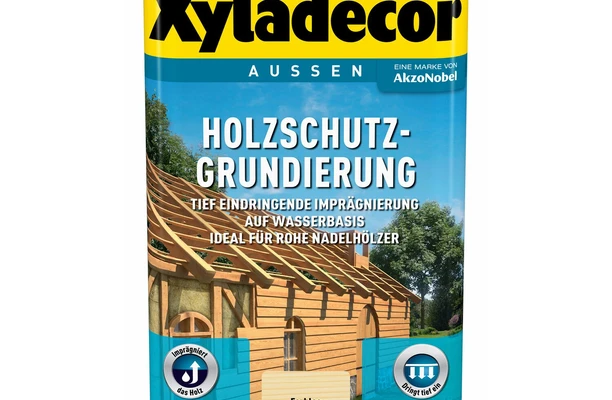 Xyladecor
AUSSEN
EINE MARKE VON
AkzoNobel
HOLZSCHUTZ-
GRUNDIERUNG
TIEF EINDRINGENDE IMPRÄGNIERUNG
AUF WASSERBASIS
IDEAL FÜR ROHE NADELHÖLZER
Imprägniert
das Holz
Dringt tief ein